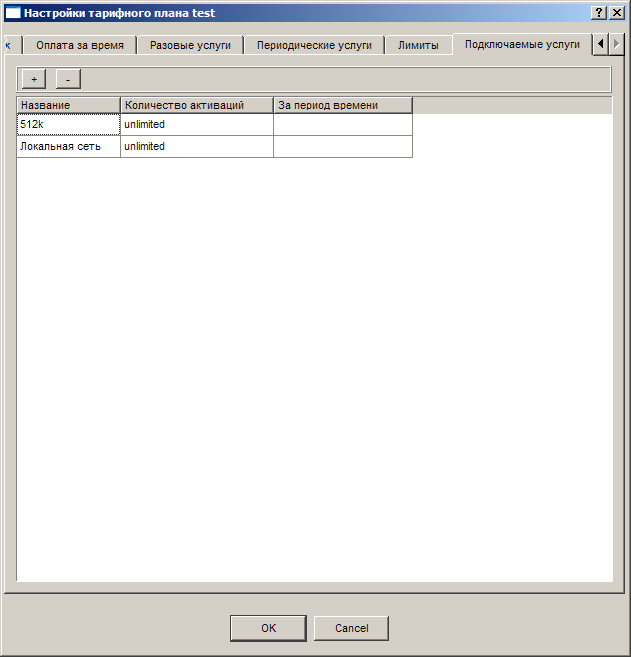 Настройки тарифного плана test
х Оплата за время Разовые услуги Периодические услуги Лимиты Подключаемые услуги
+ -
Название Количество активаций За период времени
512k unlimited
Локальная сеть unlimited
OK Cancel